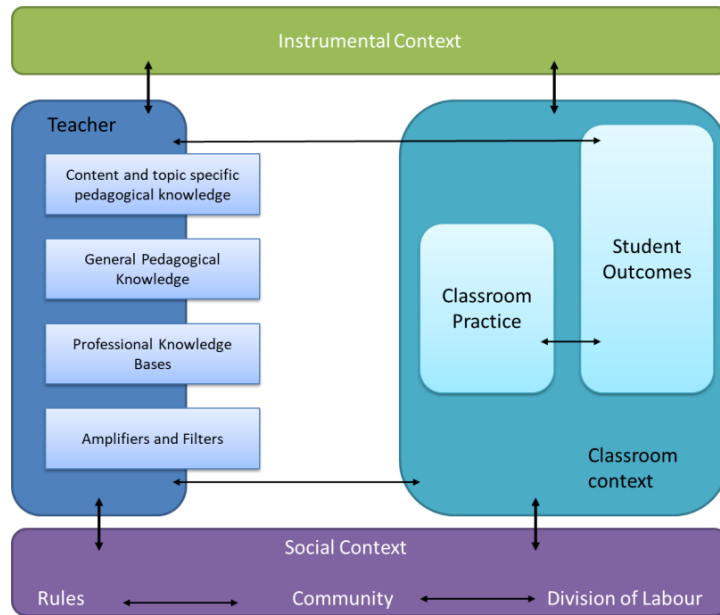 Instrumental Context
Teacher
Content and topic specific
pedagogical knowledge
General Pedagogical
Knowledge
Professional Knowledge
Bases
Amplifiers and Filters
Classroom
Practice
Student
Outcomes
Classroom
context
Social Context
Rules
Community
Division of Labour